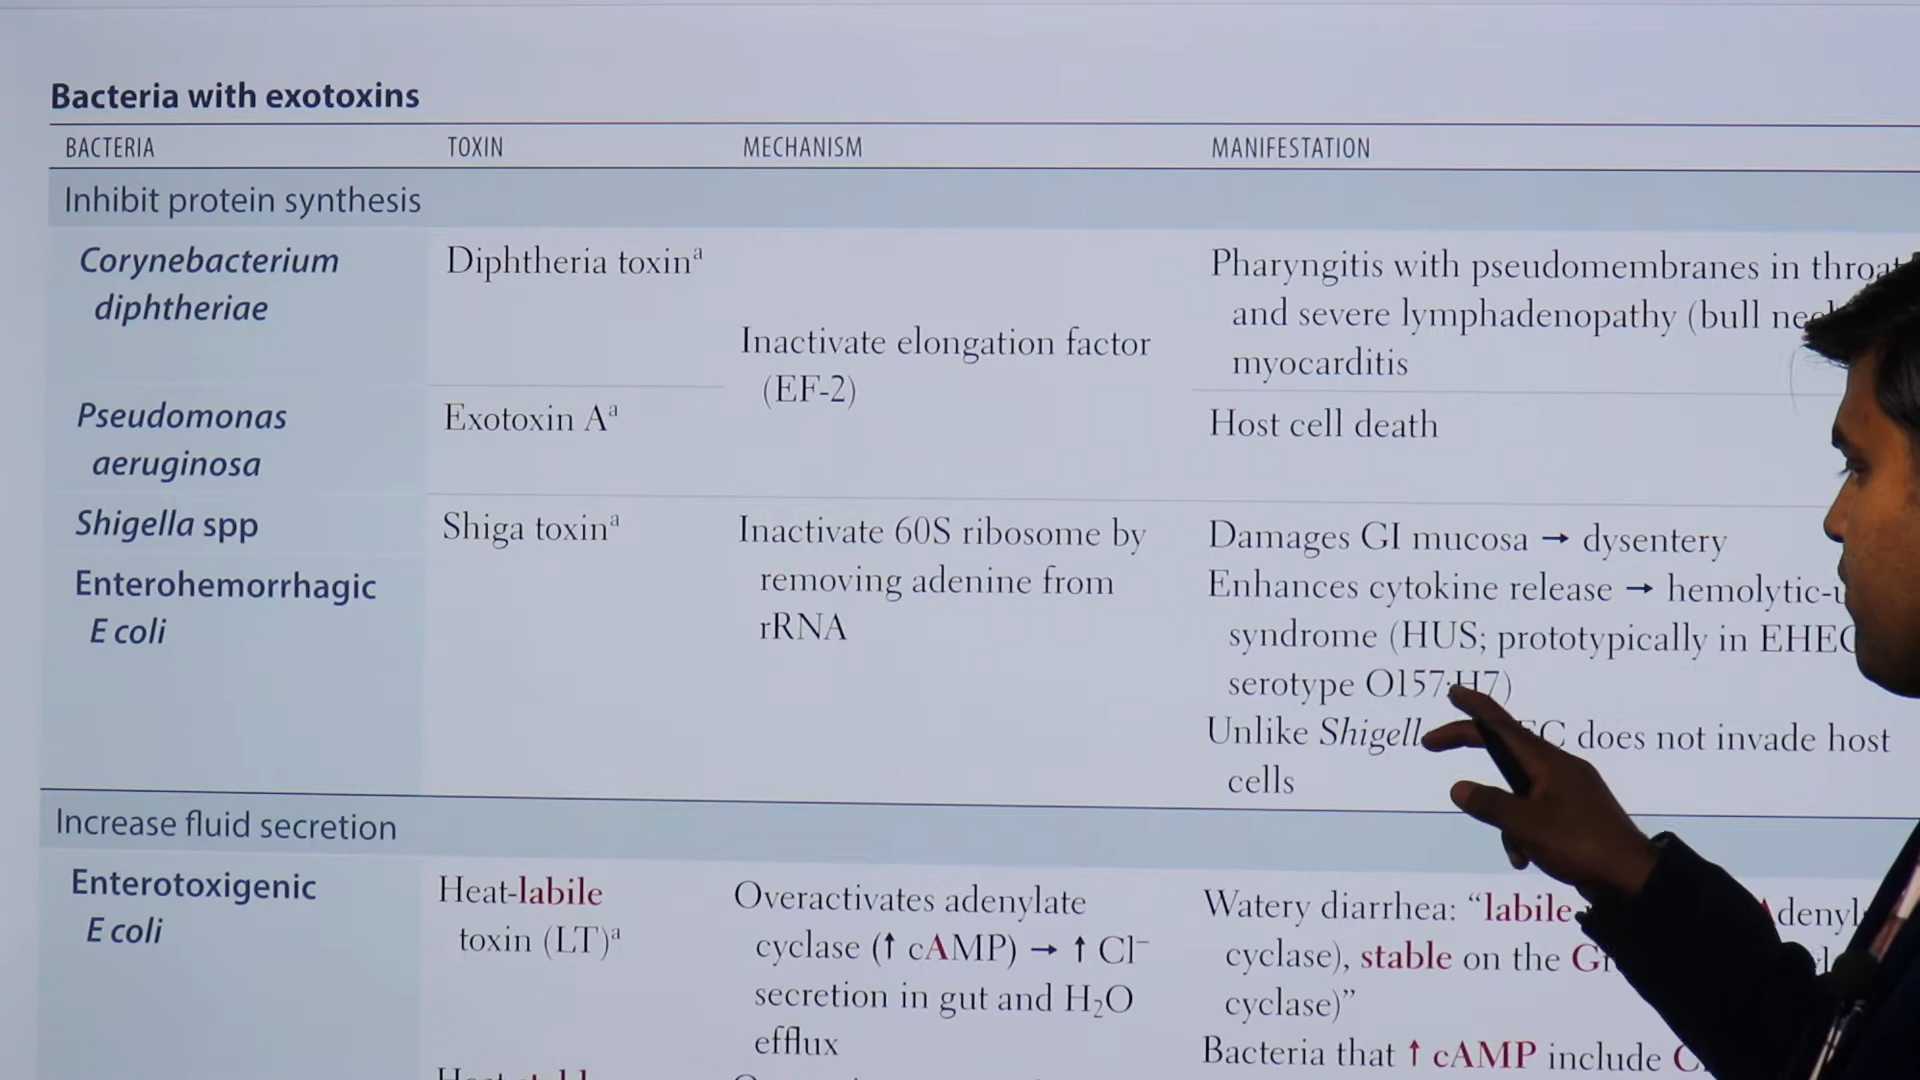 Bacteria with exotoxins
BACTERIA TOXIN MECHANISM MANIFESTATION
Inhibit protein synthesis
Corynebacterium
diphtheriae
Diphtheria toxinᵃ
Inactivate elongation factor
(EF-2)
Pharyngitis with pseudomembranes in throat
and severe lymphadenopathy (bull
myocarditis
Pseudomonas
aeruginosa
Exotoxin Aᵃ
Host cell death
Shigella spp
Shiga toxinᵃ
Inactivate 60S ribosome by
removing adenine from
rRNA
Damages GI mucosa → dysentery
Enterohemorrhagic
E coli
Enhances cytokine release → hemolytic-
syndrome (HUS; prototypically in EHEC
serotype O157:H7)
Unlike does not invade host
cells
Increase fluid secretion
Enterotoxigenic
E coli
Heat-labile
toxin (LT)ᵃ
Overactivates adenylate
cyclase (↑ cAMP) → ↑ Cl⁻
secretion in gut and H₂O
efflux
Watery diarrhea: “labile
cyclase), stable on the
cyclase)”
Bacteria that ↑ cAMP include